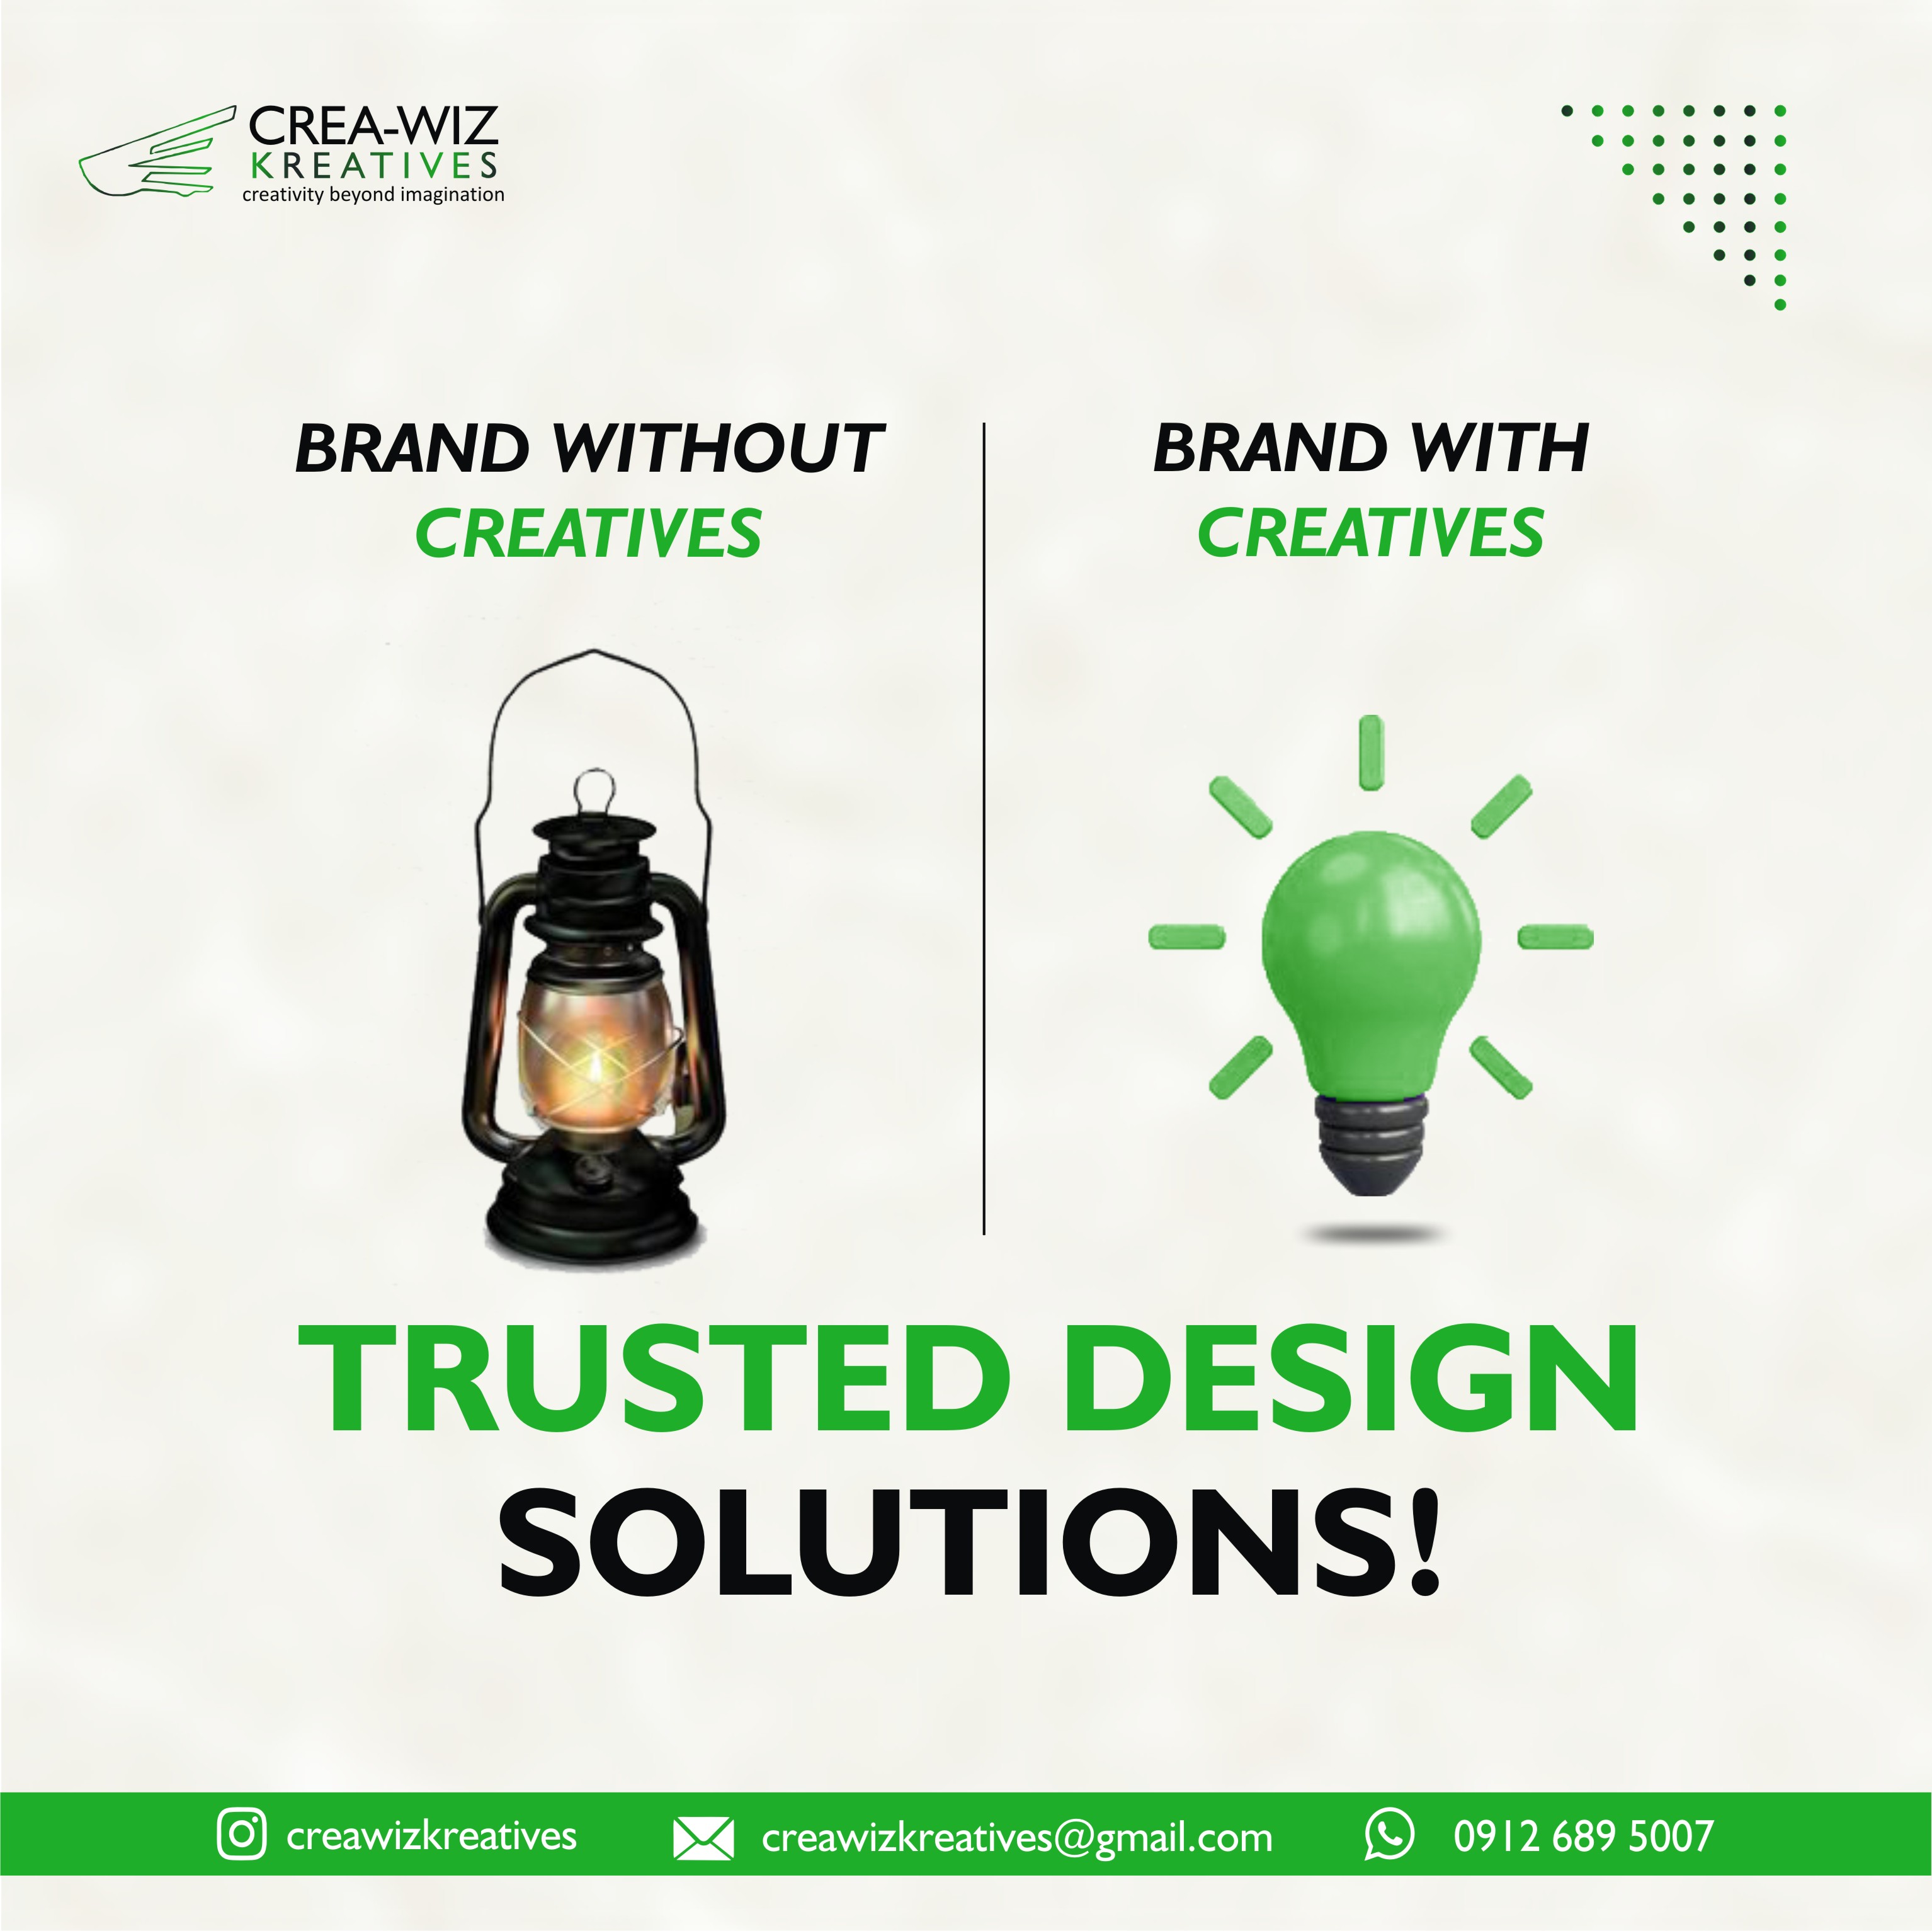 CREA-WIZ
KREATIVES
creativity beyond imagination
BRAND WITHOUT
CREATIVES
BRAND WITH
CREATIVES
TRUSTED DESIGN
SOLUTIONS!
creawizkreatives
creawizkreatives@gmail.com
0912 689 5007